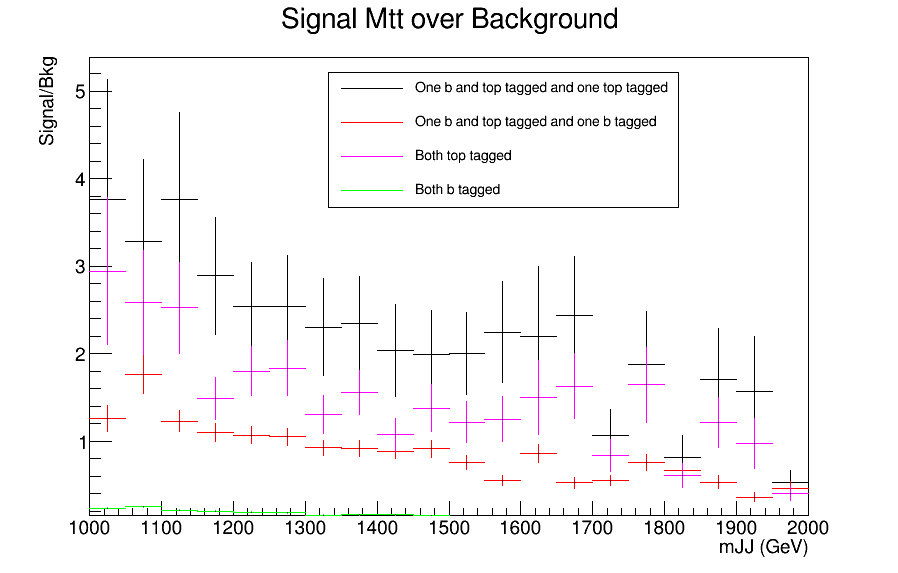 Signal Mtt over Background
Signal/Bkg
One b and top tagged and one top tagged
One b and top tagged and one b tagged
Both top tagged
Both b tagged
5
4
3
2
1
1000 1100 1200 1300 1400 1500 1600 1700 1800 1900 2000
mJJ (GeV)